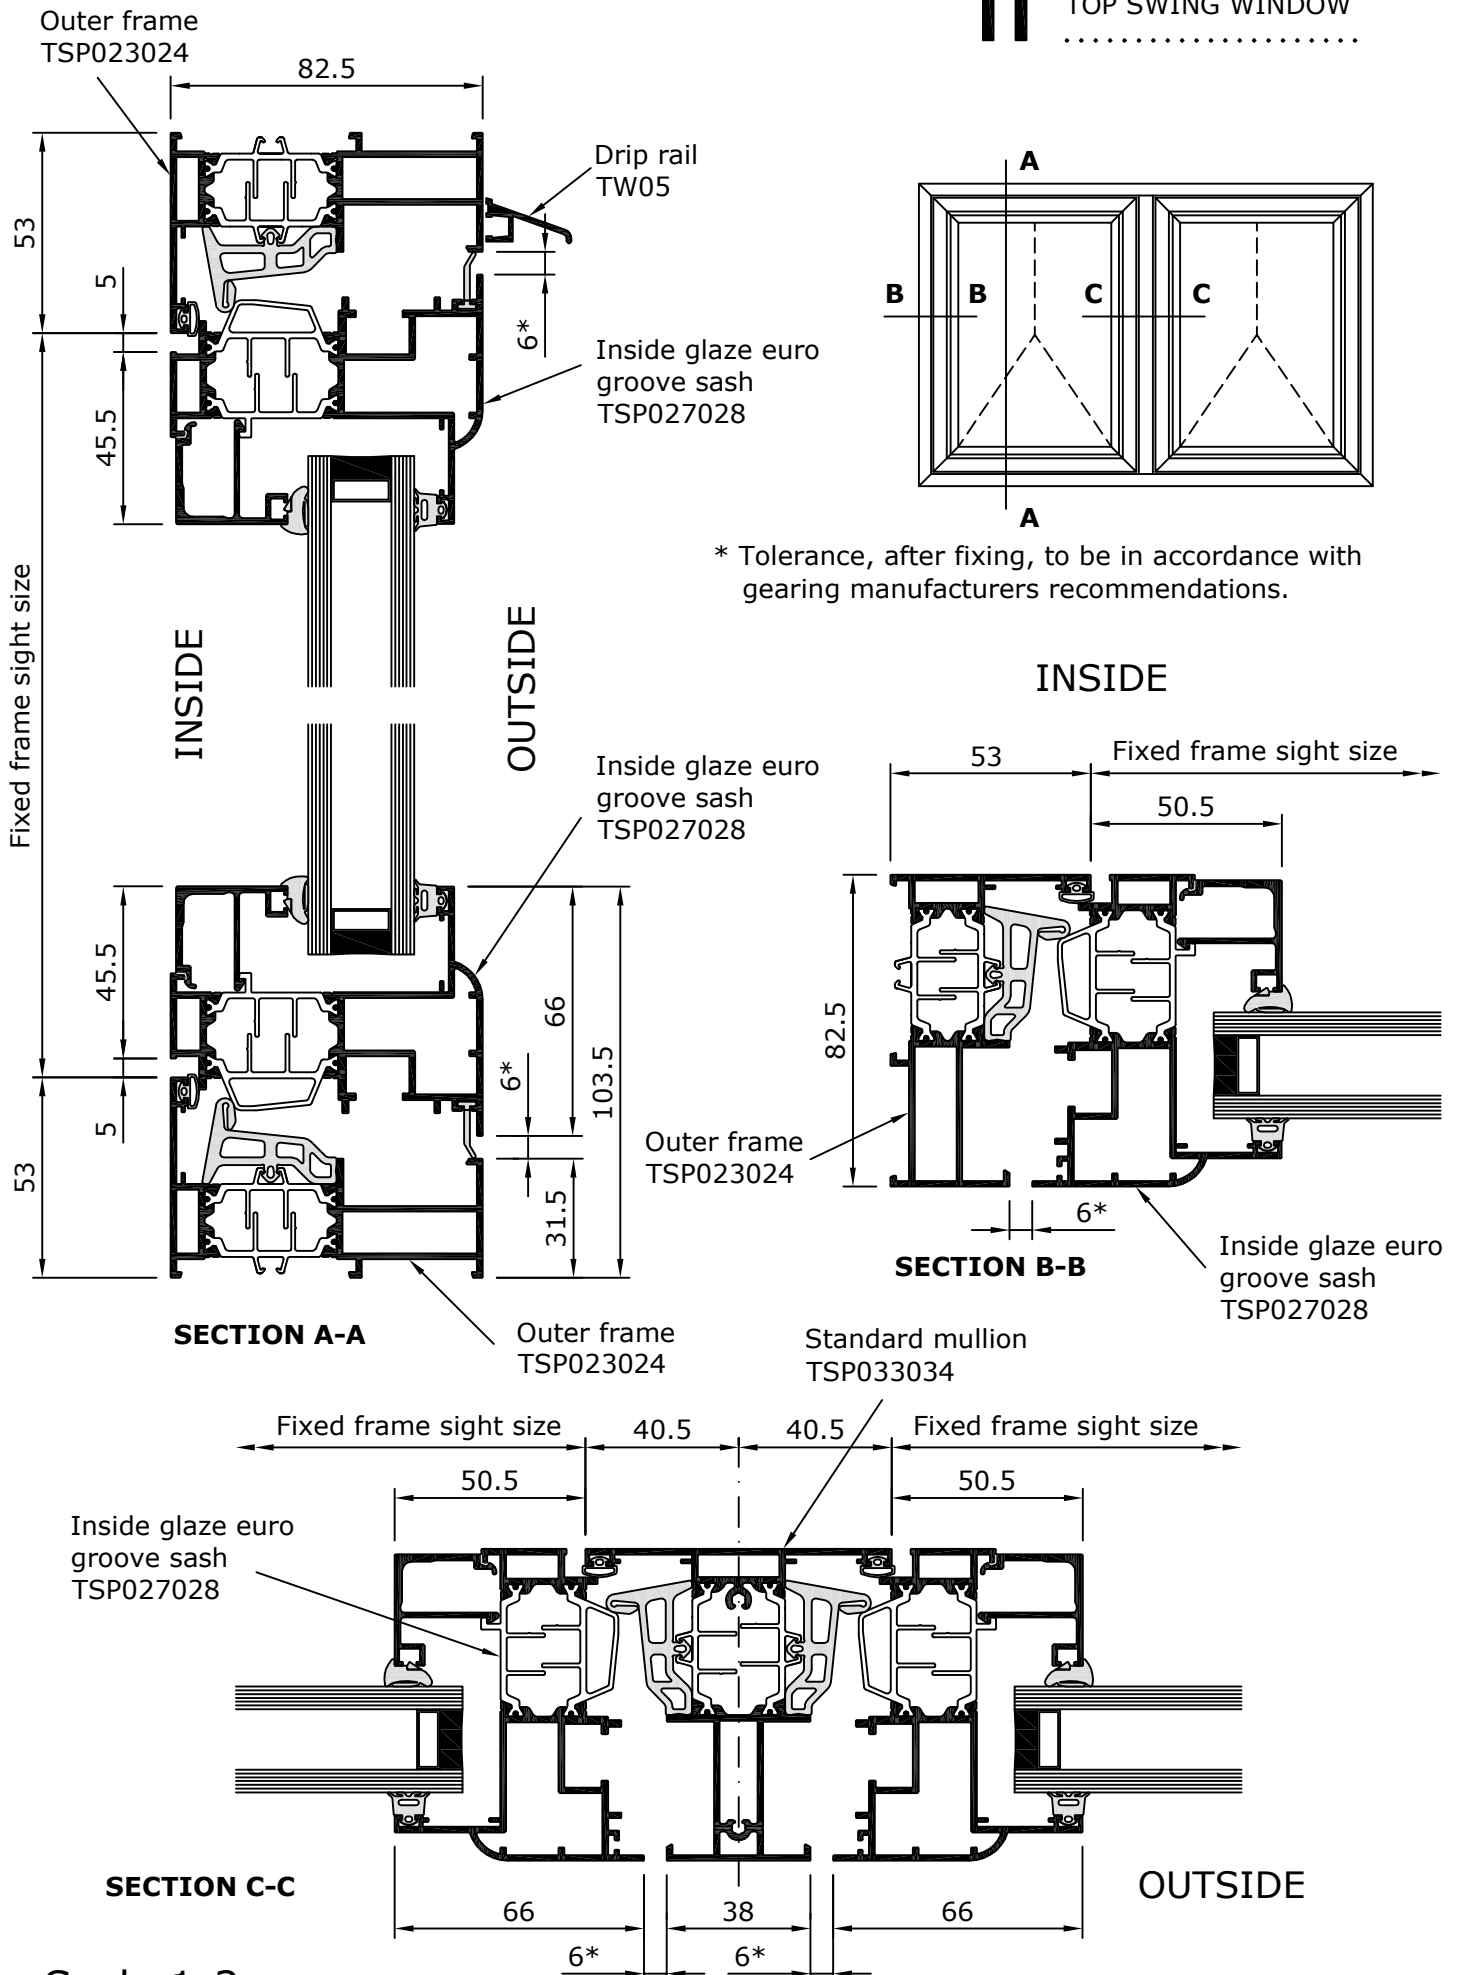 TOP SWING WINDOW
Outer frame
TSP023024
82.5
Drip rail
TW05
53
5
6*
45.5
Inside glaze euro
groove sash
TSP027028
Fixed frame sight size
INSIDE
OUTSIDE
A
B
B
C
C
A
* Tolerance, after fixing, to be in accordance with
gearing manufacturers recommendations.
Inside glaze euro
groove sash
TSP027028
45.5
5
53
66
6*
31.5
103.5
SECTION A-A
Outer frame
TSP023024
INSIDE
53
Fixed frame sight size
50.5
82.5
Outer frame
TSP023024
6*
SECTION B-B
Inside glaze euro
groove sash
TSP027028
Standard mullion
TSP033034
Fixed frame sight size
40.5
40.5
Fixed frame sight size
50.5
50.5
Inside glaze euro
groove sash
TSP027028
SECTION C-C
OUTSIDE
66
38
66
6*
6*